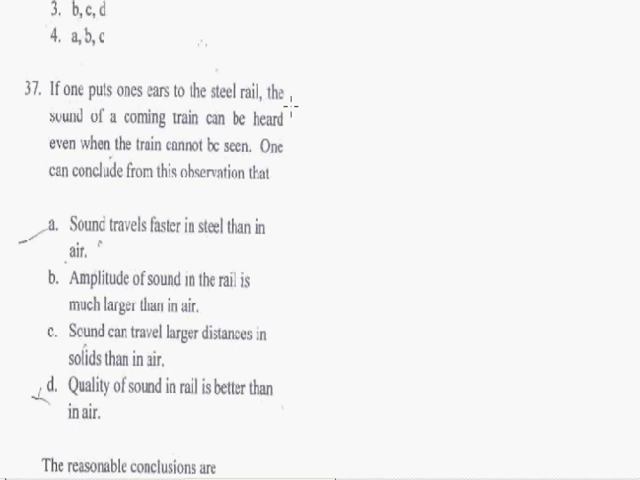 3. b, c, d
4. a, b, c
37. If one puts ones ears to the steel rail, the
sound of a coming train can be heard
even when the train cannot be seen. One
can conclude from this observation that
a. Sound travels faster in steel than in
air.
b. Amplitude of sound in the rail is
much larger than in air.
c. Sound can travel larger distances in
solids than in air.
d. Quality of sound in rail is better than
in air.
The reasonable conclusions are